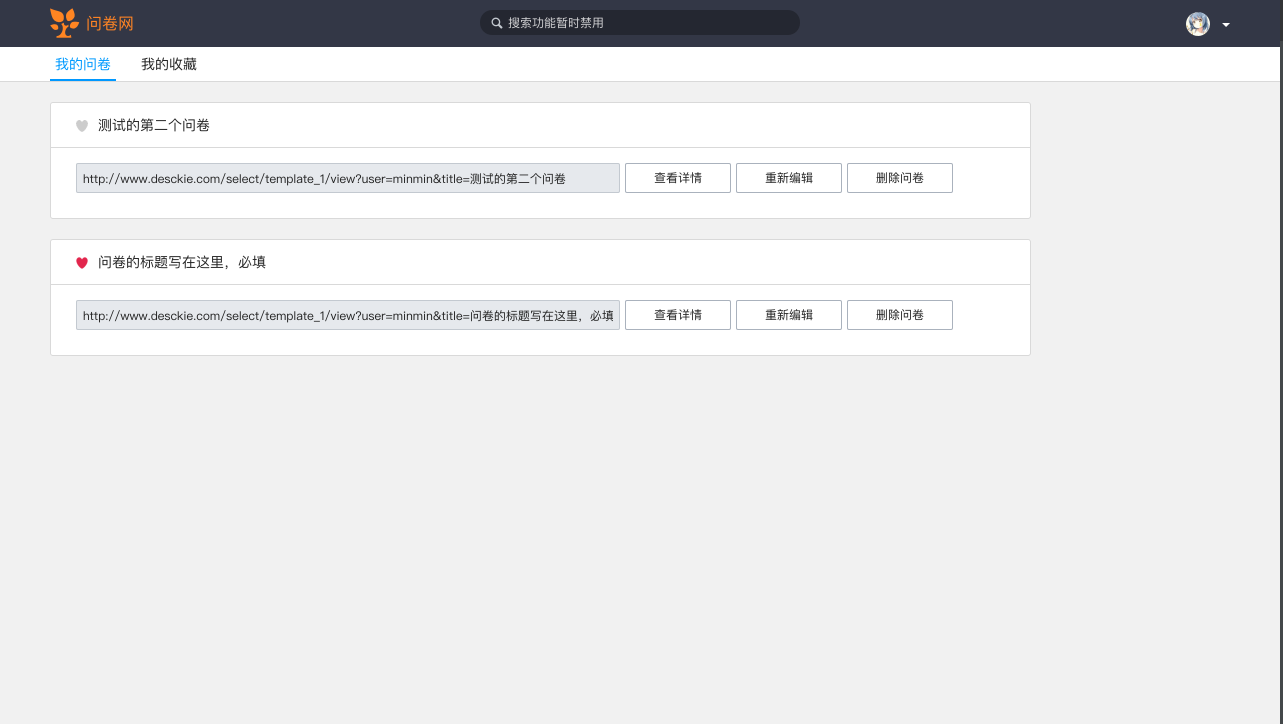 问卷网
搜索功能暂时禁用
我的问卷 我的收藏
测试的第二个问卷
http://www.desckie.com/select/template_1/view?user=minmin&title=测试的第二个问卷 查看详情 重新编辑 删除问卷
问卷的标题写在这里，必填
http://www.desckie.com/select/template_1/view?user=minmin&title=问卷的标题写在这里，必填 查看详情 重新编辑 删除问卷